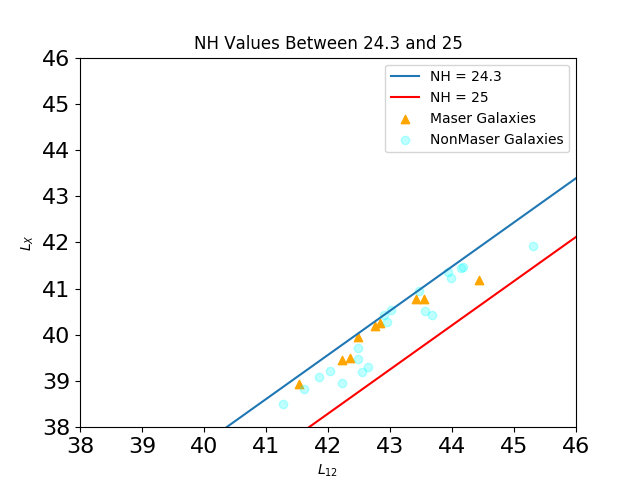 NH Values Between 24.3 and 25
46
45
44
43
42
41
40
39
38
L_X
NH = 24.3
NH = 25
Maser Galaxies
NonMaser Galaxies
38 39 40 41 42 43 44 45 46
L_12